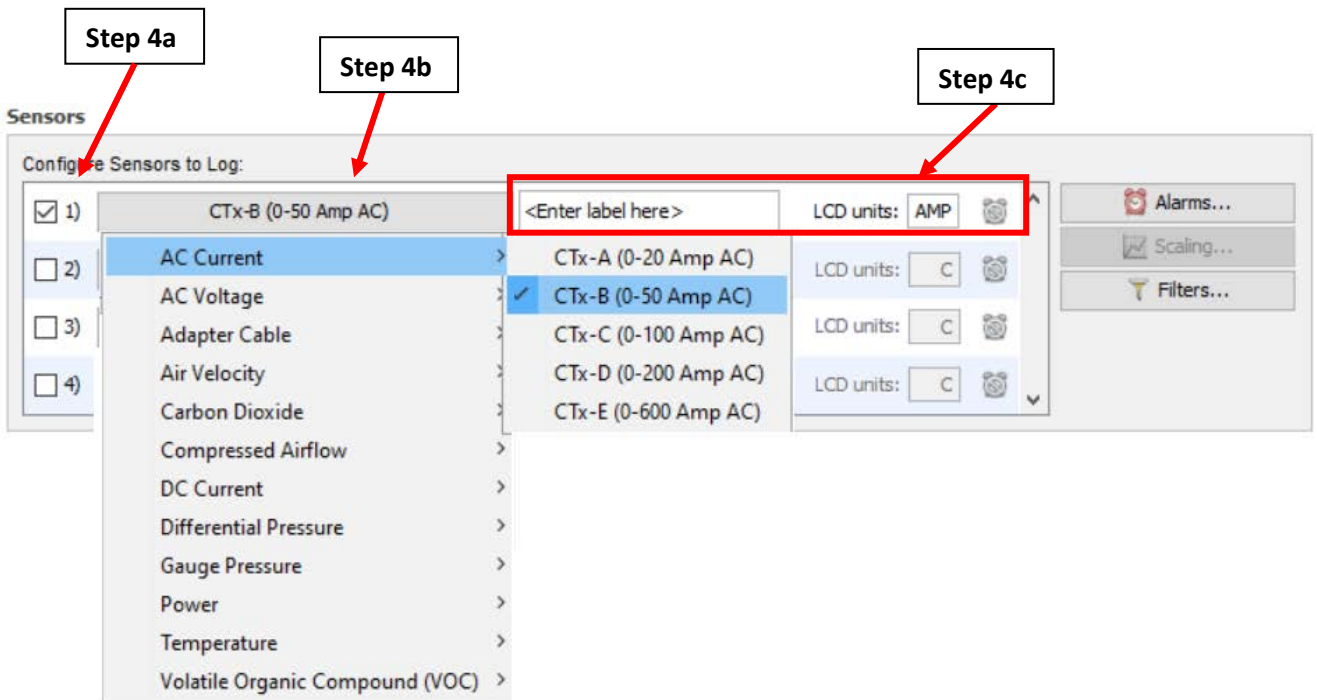 Step 4a
Step 4b
Step 4c
Sensors
Configure Sensors to Log:
1) CTx-B (0-50 Amp AC) <Enter label here> LCD units: AMP
2) LCD units: C
3) LCD units: C
4) LCD units: C
Alarms...
Scaling...
Filters...
AC Current
AC Voltage
Adapter Cable
Air Velocity
Carbon Dioxide
Compressed Airflow
DC Current
Differential Pressure
Gauge Pressure
Power
Temperature
Volatile Organic Compound (VOC)
CTx-A (0-20 Amp AC)
CTx-B (0-50 Amp AC)
CTx-C (0-100 Amp AC)
CTx-D (0-200 Amp AC)
CTx-E (0-600 Amp AC)